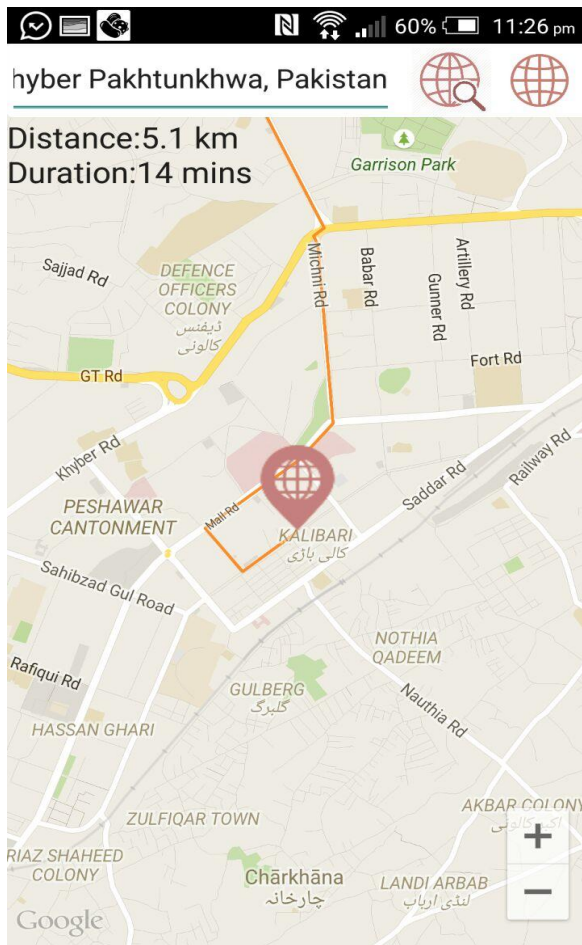 60% 11:26 pm
hyber Pakhtunkhwa, Pakistan
Distance:5.1 km
Duration:14 mins
Garrison Park
Sajjad Rd
DEFENCE
OFFICERS
COLONY
ڈیفنس
کالونی
Michni Rd
Babar Rd
Artillery Rd
Gunner Rd
GT Rd
Fort Rd
Khyber Rd
Saddar Rd
Railway Rd
PESHAWAR
CANTONMENT
Mall Rd
KALIBARI
کالی باڑی
Sahibzad Gul Road
NOTHIA
QADEEM
Rafiqui Rd
GULBERG
گلبرگ
Nauthia Rd
HASSAN GHARI
AKBAR COLONY
ZULFIQAR TOWN
+
RIAZ SHAHEED
COLONY
Chārkhāna
چارخانہ
LANDI ARBAB
لنڈی ارباب
−
Google